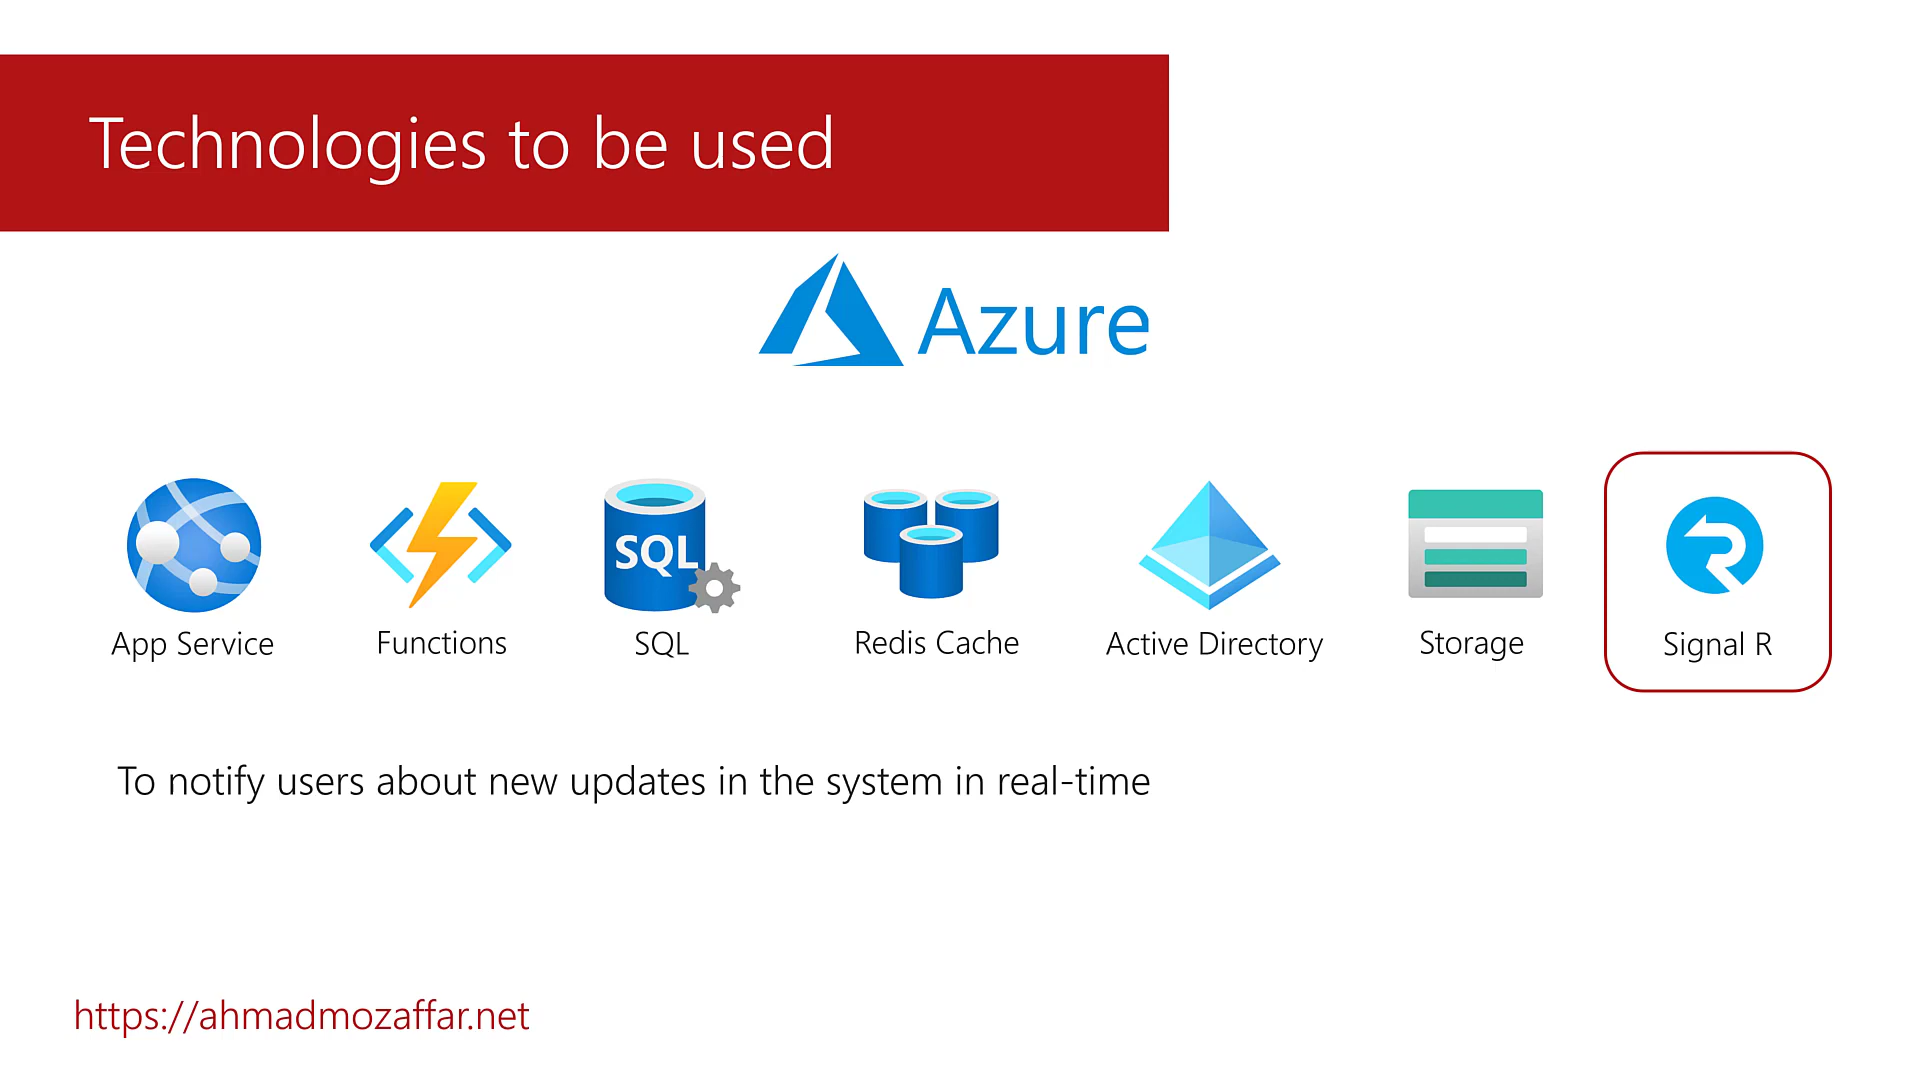 Technologies to be used
Azure
SQL
App Service
Functions
SQL
Redis Cache
Active Directory
Storage
Signal R
To notify users about new updates in the system in real-time
https://ahmadmozaffar.net